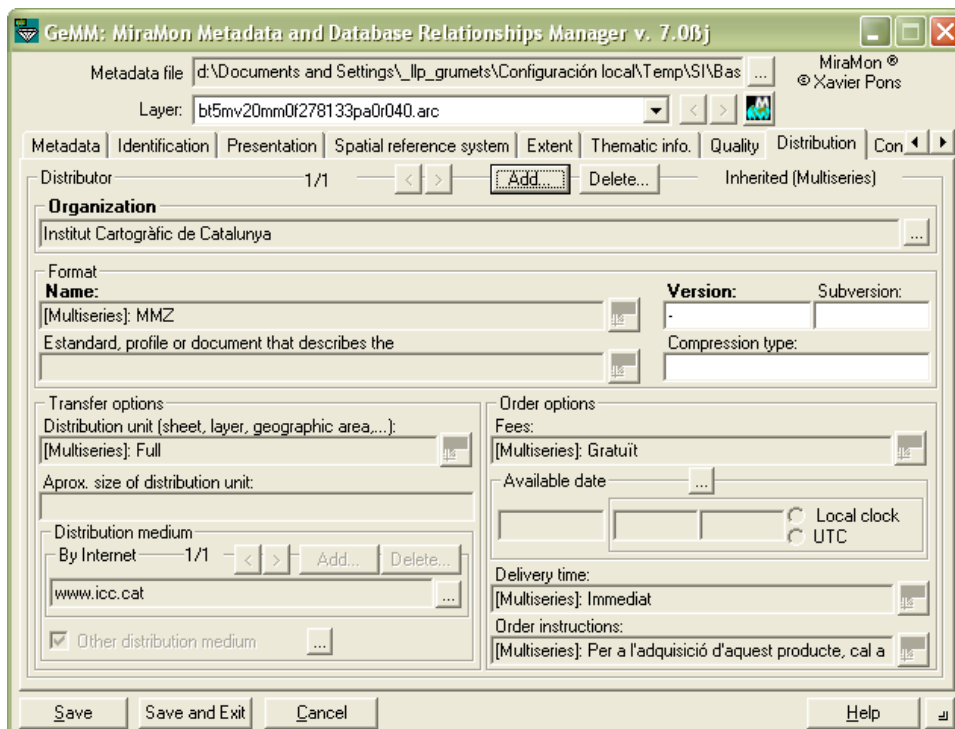 GeMM: MiraMon Metadata and Database Relationships Manager v. 7.0ßj
Metadata file d:\Documents and Settings\_llp_grumets\Configuración local\Temp\SI\Bas ... MiraMon ®
© Xavier Pons
Layer: bt5mv20mm0f278133pa0r040.arc < >
Metadata Identification Presentation Spatial reference system Extent Thematic info. Quality Distribution Con
Distributor 1/1 < > Add... Delete... Inherited (Multiseries)
Organization
Institut Cartogràfic de Catalunya ...
Format
Name: Version: Subversion:
[Multiseries]: MMZ -
Estandard, profile or document that describes the Compression type:
Transfer options
Distribution unit (sheet, layer, geographic area,...):
[Multiseries]: Full
Aprox. size of distribution unit:
Distribution medium
By Internet 1/1 < > Add... Delete...
www.icc.cat ...
Other distribution medium ...
Order options
Fees:
[Multiseries]: Gratuït
Available date ...
Local clock
UTC
Delivery time:
[Multiseries]: Immediat
Order instructions:
[Multiseries]: Per a l'adquisició d'aquest producte, cal a
Save Save and Exit Cancel Help